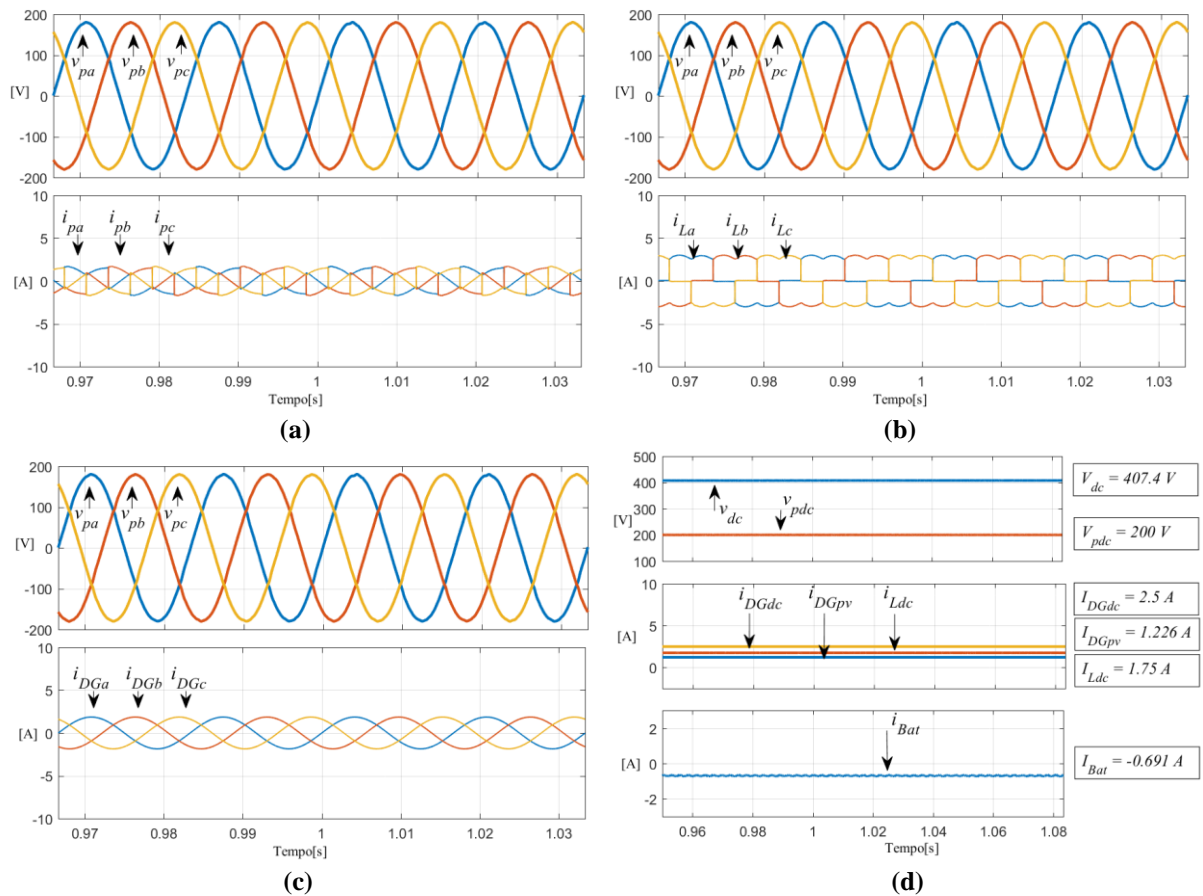 200
100
[V]
0
-100
-200
v_pa
v_pb
v_pc
10
5
[A]
0
-5
-10
i_pa
i_pb
i_pc
0.97 0.98 0.99 1 1.01 1.02 1.03
Tempo[s]
(a)
200
100
[V]
0
-100
-200
v_pa
v_pb
v_pc
10
5
[A]
0
-5
-10
i_La
i_Lb
i_Lc
0.97 0.98 0.99 1 1.01 1.02 1.03
Tempo[s]
(b)
200
100
[V]
0
-100
-200
v_pa
v_pb
v_pc
10
5
[A]
0
-5
-10
i_DGa
i_DGb
i_DGc
0.97 0.98 0.99 1 1.01 1.02 1.03
Tempo[s]
(c)
500
400
300
[V]
200
100
v_dc
v_pdc
V_dc = 407.4 V
V_pdc = 200 V
10
5
[A]
0
i_DGdc
i_DGpv
i_Ldc
I_DGdc = 2.5 A
I_DGpv = 1.226 A
I_Ldc = 1.75 A
2
[A]
0
-2
i_Bat
I_Bat = -0.691 A
0.96 0.98 1 1.02 1.04 1.06 1.08
Tempo[s]
(d)